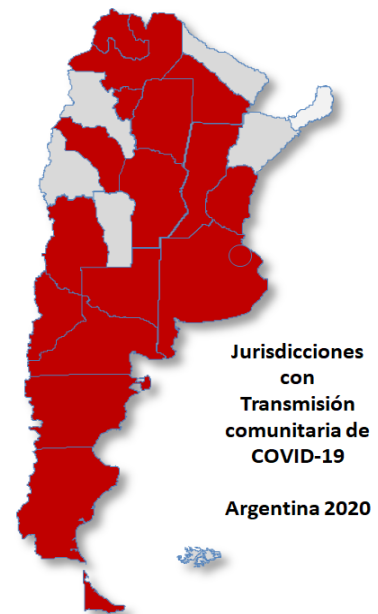 Jurisdicciones
con
Transmisión
comunitaria de
COVID-19
Argentina 2020